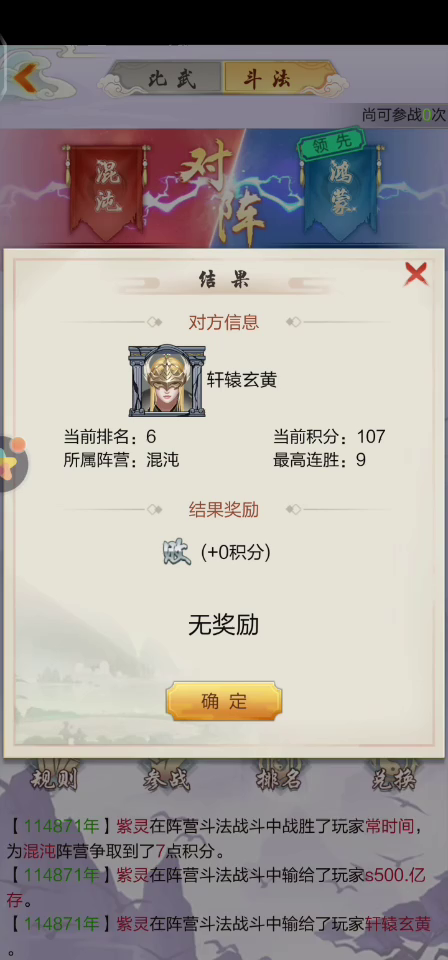 比武
斗法
尚可参战0次
领先
混沌
对阵
鸿蒙
结果
对方信息
轩辕玄黄
当前排名：6
当前积分：107
所属阵营：混沌
最高连胜：9
结果奖励
败 (+0积分)
无奖励
确定
规则
参战
排名
兑换
【114871年】紫灵在阵营斗法战斗中战胜了玩家常时间，
为混沌阵营争取到了7点积分。
【114871年】紫灵在阵营斗法战斗中输给了玩家s500.亿
存。
【114871年】紫灵在阵营斗法战斗中输给了玩家轩辕玄黄
。